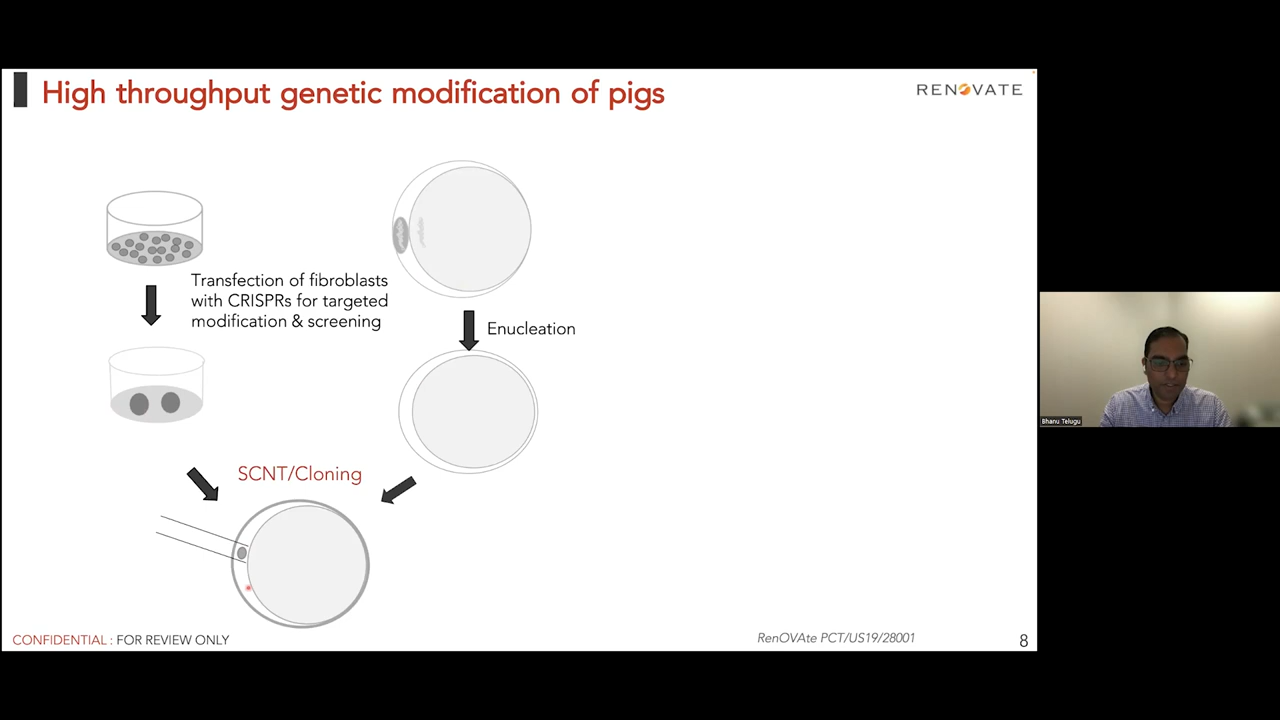 High throughput genetic modification of pigs
RENOVATE
Transfection of fibroblasts
with CRISPRs for targeted
modification & screening
Enucleation
SCNT/Cloning
CONFIDENTIAL : FOR REVIEW ONLY
RenOVAte PCT/US19/28001
8
Bhanu Telugu